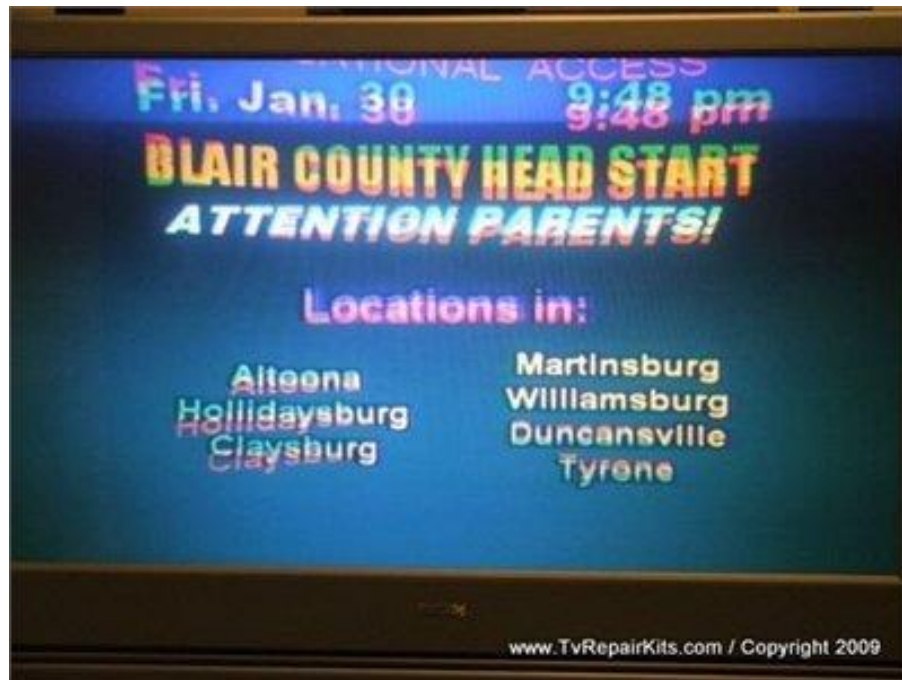 ACCESS
Fri. Jan. 30 9:48 pm
BLAIR COUNTY HEAD START
ATTENTION PARENTS!
Locations in:
Altoona Martinsburg
Hollidaysburg Williamsburg
Claysburg Duncansville
Tyrone
www.TvRepairKits.com / Copyright 2009